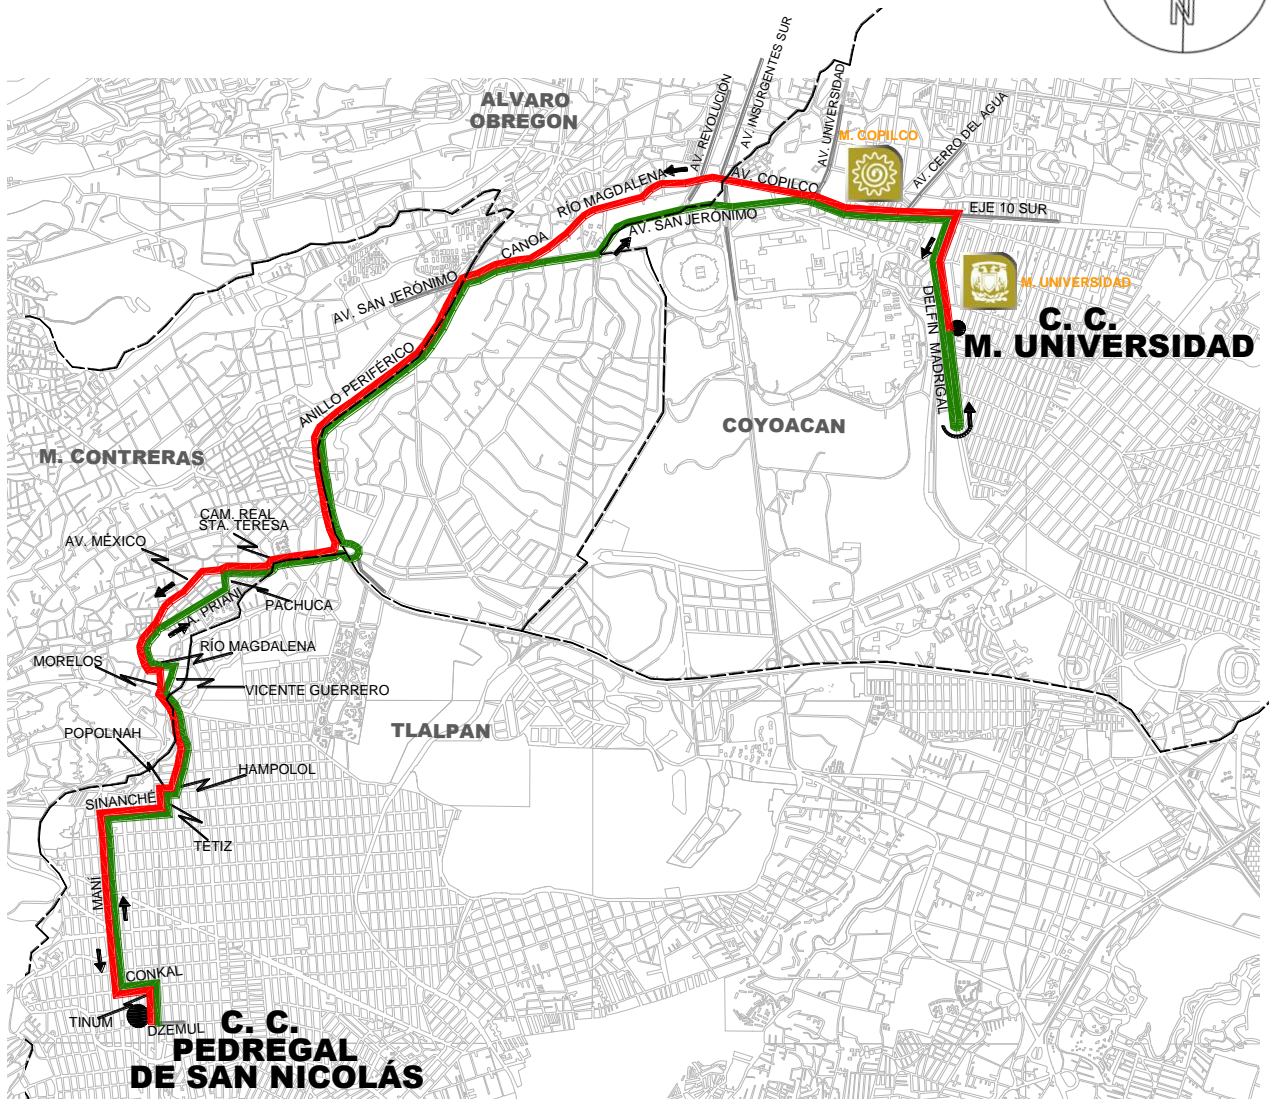 N
ALVARO
OBREGON
AV. REVOLUCIÓN
AV. INSURGENTES SUR
AV. UNIVERSIDAD
M. COPILCO
AV. CERRO DEL AGUA
RÍO MAGDALENA
AV. COPILCO
EJE 10 SUR
AV. SAN JERÓNIMO
CANOA
AV. SAN JERÓNIMO
M. UNIVERSIDAD
DELFÍN MADRIGAL
C. C.
M. UNIVERSIDAD
ANILLO PERIFÉRICO
COYOACAN
M. CONTRERAS
CAM. REAL
STA. TERESA
AV. MÉXICO
A. PRIANI
PACHUCA
RÍO MAGDALENA
MORELOS
VICENTE GUERRERO
POPOLNAH
TLALPAN
HAMPOLOL
SINANCHÉ
TETIZ
MANÍ
CONKAL
TINUM
DZEMUL
C. C.
PEDREGAL
DE SAN NICOLÁS